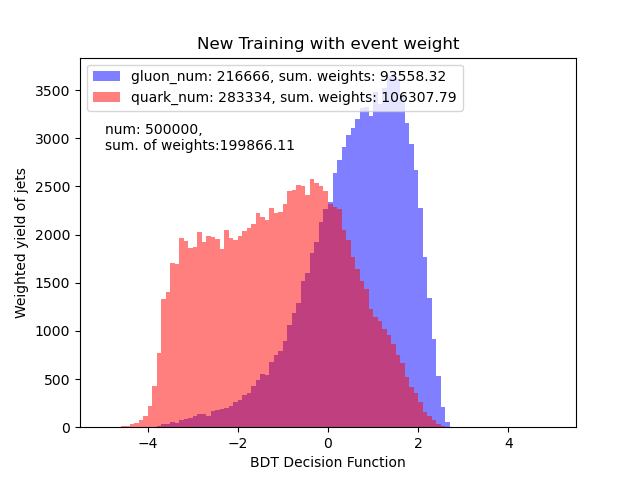 New Training with event weight
gluon_num: 216666, sum. weights: 93558.32
quark_num: 283334, sum. weights: 106307.79
num: 500000,
sum. of weights:199866.11
Weighted yield of jets
3500
3000
2500
2000
1500
1000
500
0
−4 −2 0 2 4
BDT Decision Function